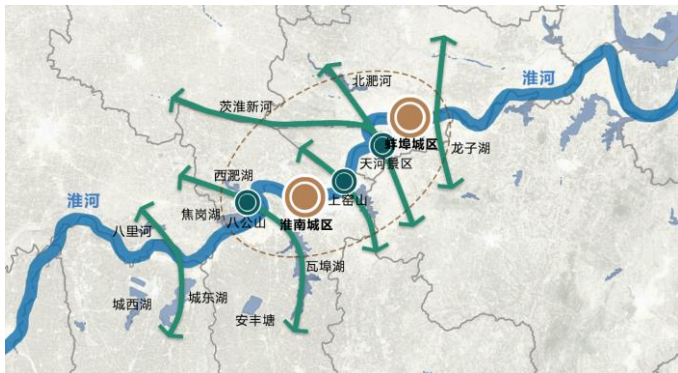 北肥河
淮河
茨淮新河
蚌埠城区
龙子湖
天河景区
西淝湖
上窑山
淮河
焦岗湖
八公山
淮南城区
八里河
瓦埠湖
城西湖
城东湖
安丰塘